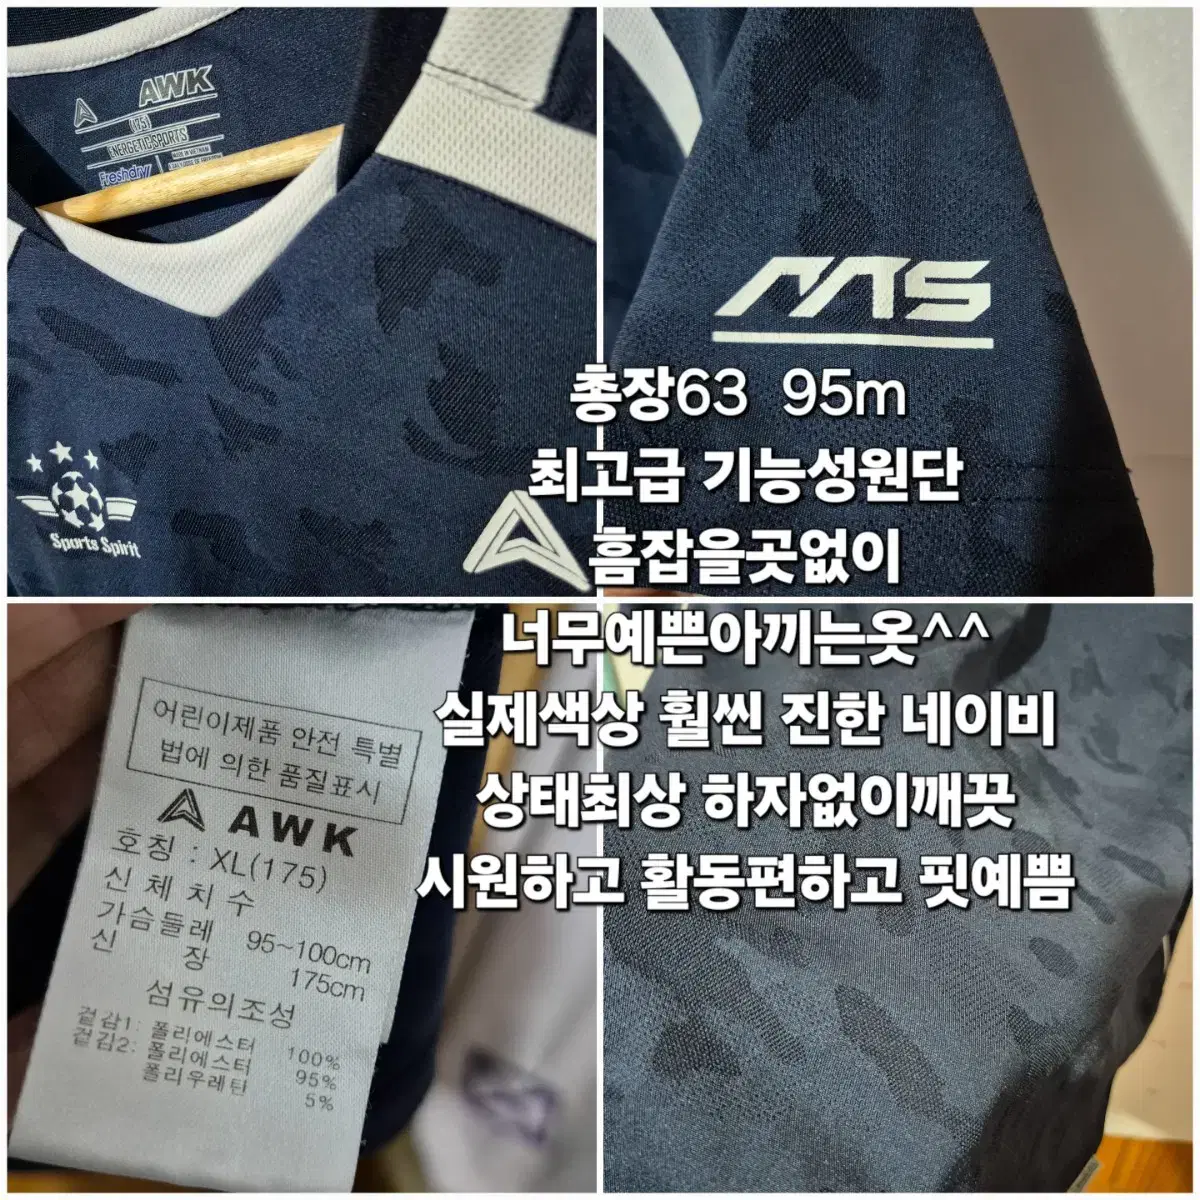 AWK
(175)
ENERGETIC SPORTS
Freshdry
MADE IN VIETNAM
MS
Sports Spirit
총장63 95m
최고급 기능성원단
흠잡을곳없이
너무예쁜아끼는옷^^
실제색상 훨씬 진한 네이비
상태최상 하자없이깨끗
시원하고 활동편하고 핏예쁨
어린이제품 안전 특별
법에 의한 품질표시
AWK
호칭 : XL(175)
신체치수
가슴둘레 95~100cm
신 장 175cm
섬유의조성
겉감1: 폴리에스터 100%
겉감2: 폴리에스터 95%
폴리우레탄 5%